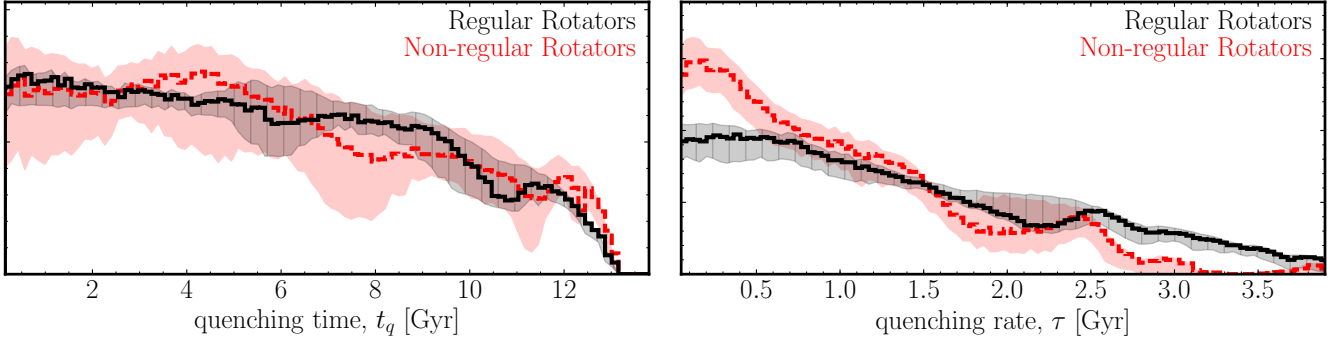 Regular Rotators
Non-regular Rotators
2 4 6 8 10 12
quenching time, t_q [Gyr]
Regular Rotators
Non-regular Rotators
0.5 1.0 1.5 2.0 2.5 3.0 3.5
quenching rate, τ [Gyr]